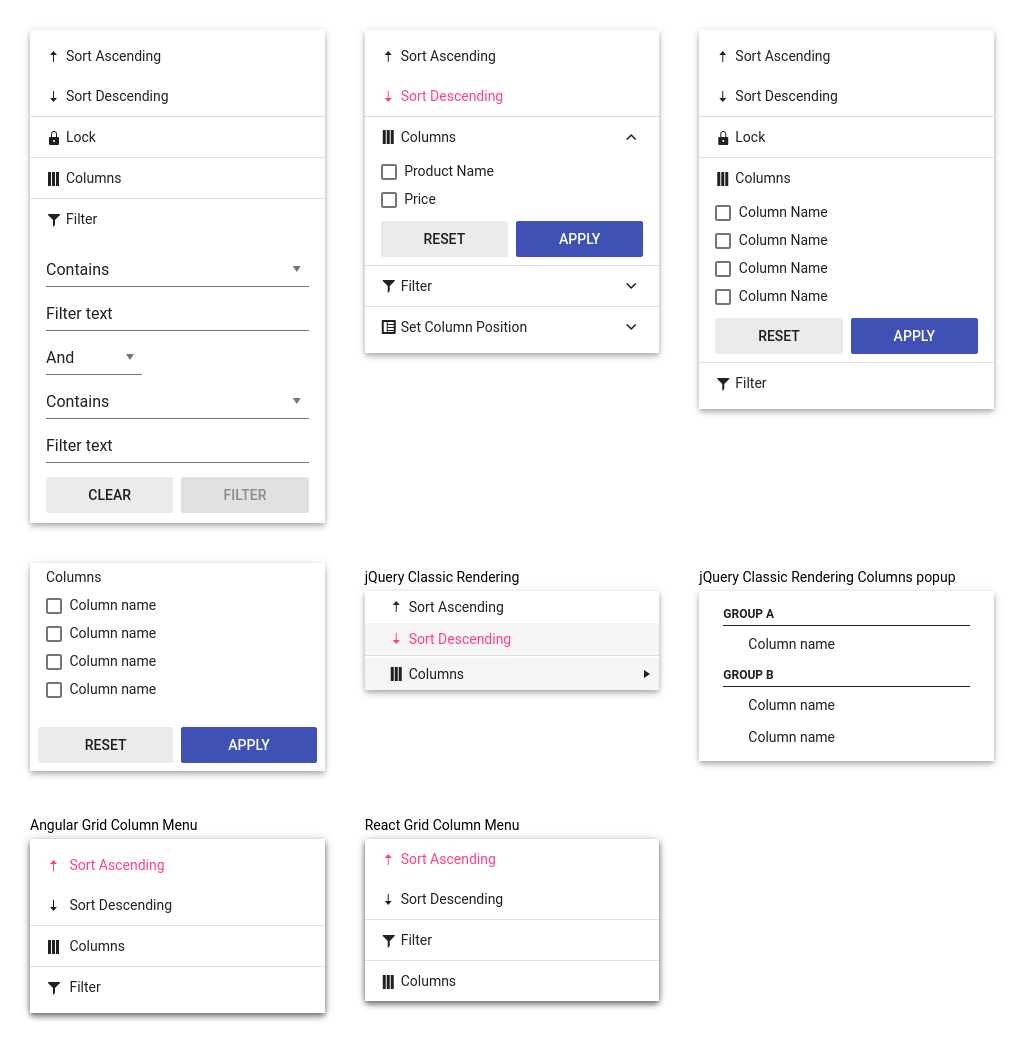 Sort Ascending
Sort Descending
Lock
Columns
Filter
Contains
Filter text
And
Contains
Filter text
CLEAR FILTER
Sort Ascending
Sort Descending
Columns
Product Name
Price
RESET APPLY
Filter
Set Column Position
Sort Ascending
Sort Descending
Lock
Columns
Column Name
Column Name
Column Name
Column Name
RESET APPLY
Filter
Columns
Column name
Column name
Column name
Column name
RESET APPLY
jQuery Classic Rendering
Sort Ascending
Sort Descending
Columns
jQuery Classic Rendering Columns popup
GROUP A
Column name
GROUP B
Column name
Column name
Angular Grid Column Menu
Sort Ascending
Sort Descending
Columns
Filter
React Grid Column Menu
Sort Ascending
Sort Descending
Filter
Columns